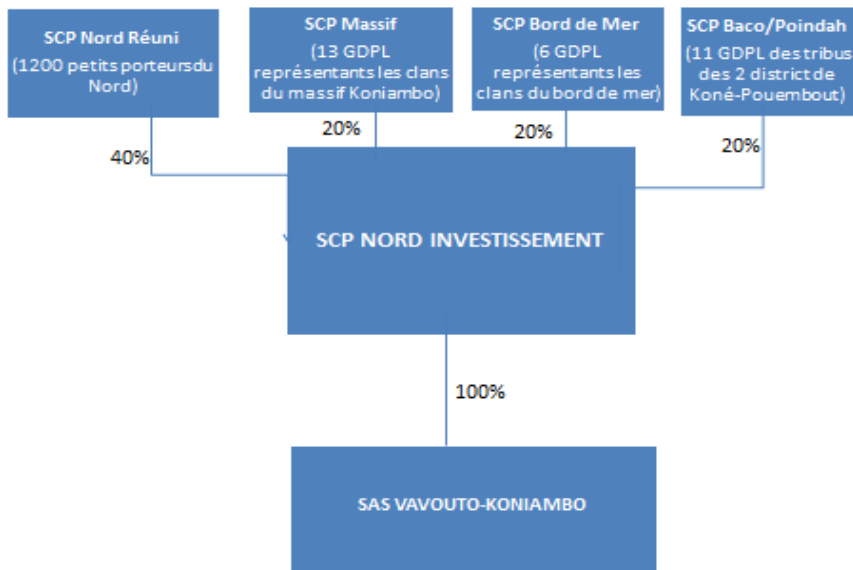 SCP Nord Réuni
(1200 petits porteursdu
Nord)
SCP Massif
(13 GDPL
représentants les clans
du massif Koniambo)
SCP Bord de Mer
(6 GDPL
représentants les
clans du bord de mer)
SCP Baco/Poindah
(11 GDPL des tribus
des 2 district de
Koné-Pouembout)
40%
20%
20%
20%
SCP NORD INVESTISSEMENT
100%
SAS VAVOUTO-KONIAMBO